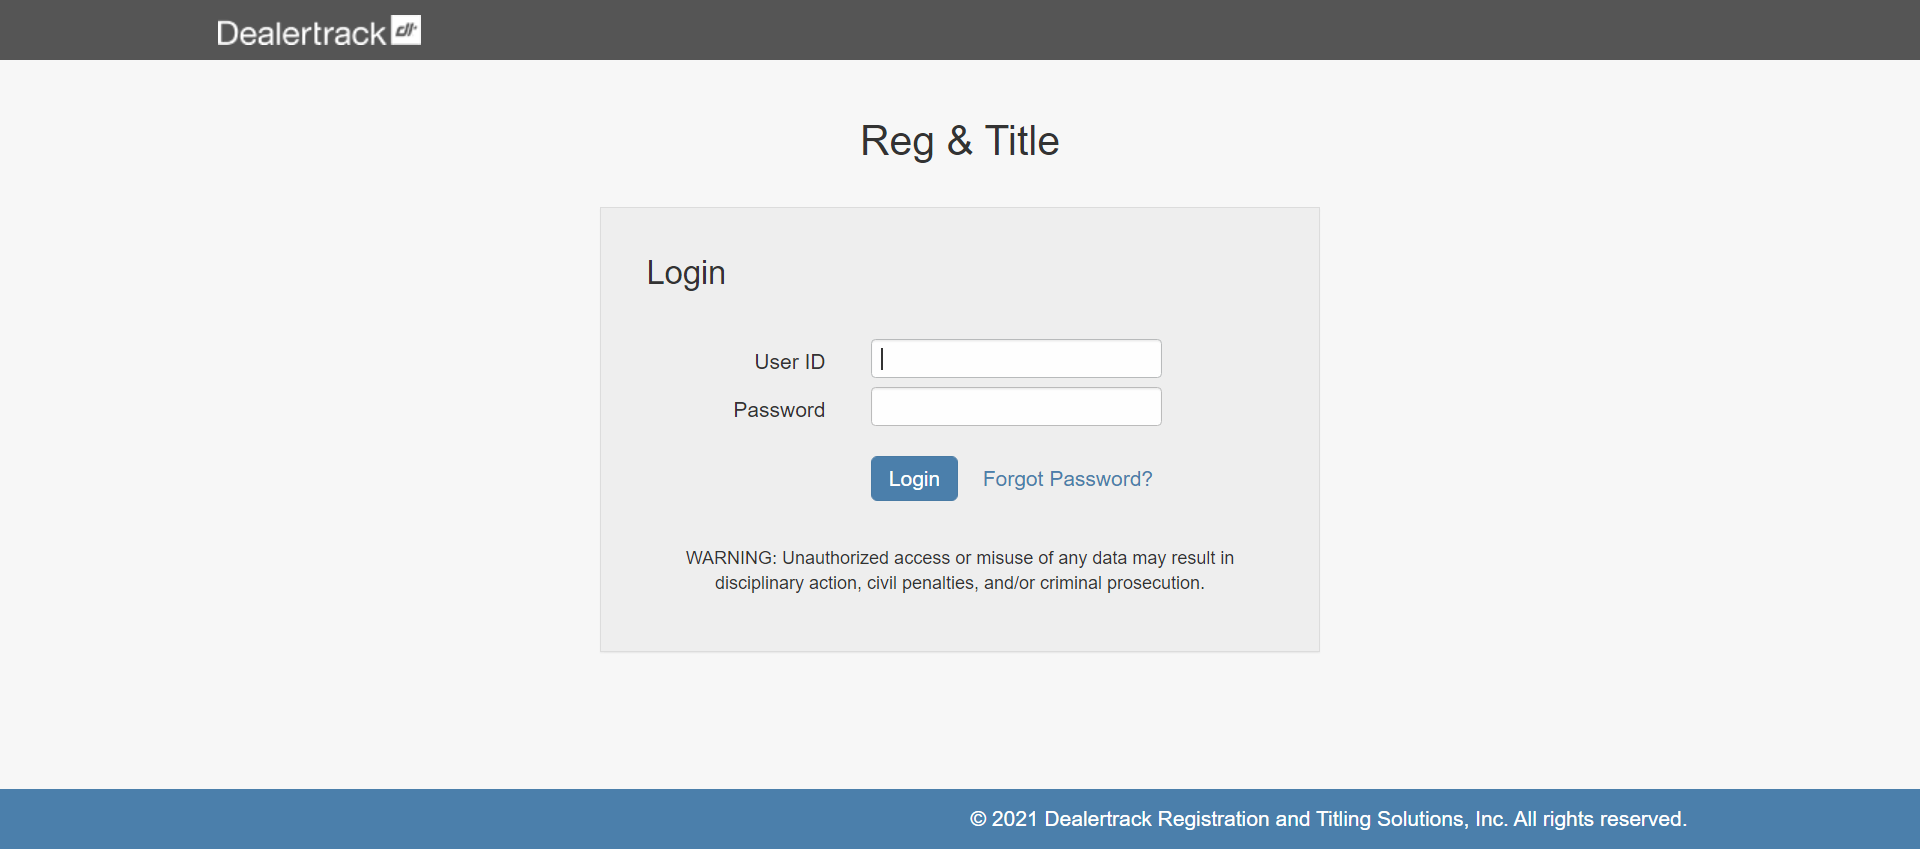 Dealertrack dt
Reg & Title
Login
User ID
Password
Login Forgot Password?
WARNING: Unauthorized access or misuse of any data may result in
disciplinary action, civil penalties, and/or criminal prosecution.
© 2021 Dealertrack Registration and Titling Solutions, Inc. All rights reserved.